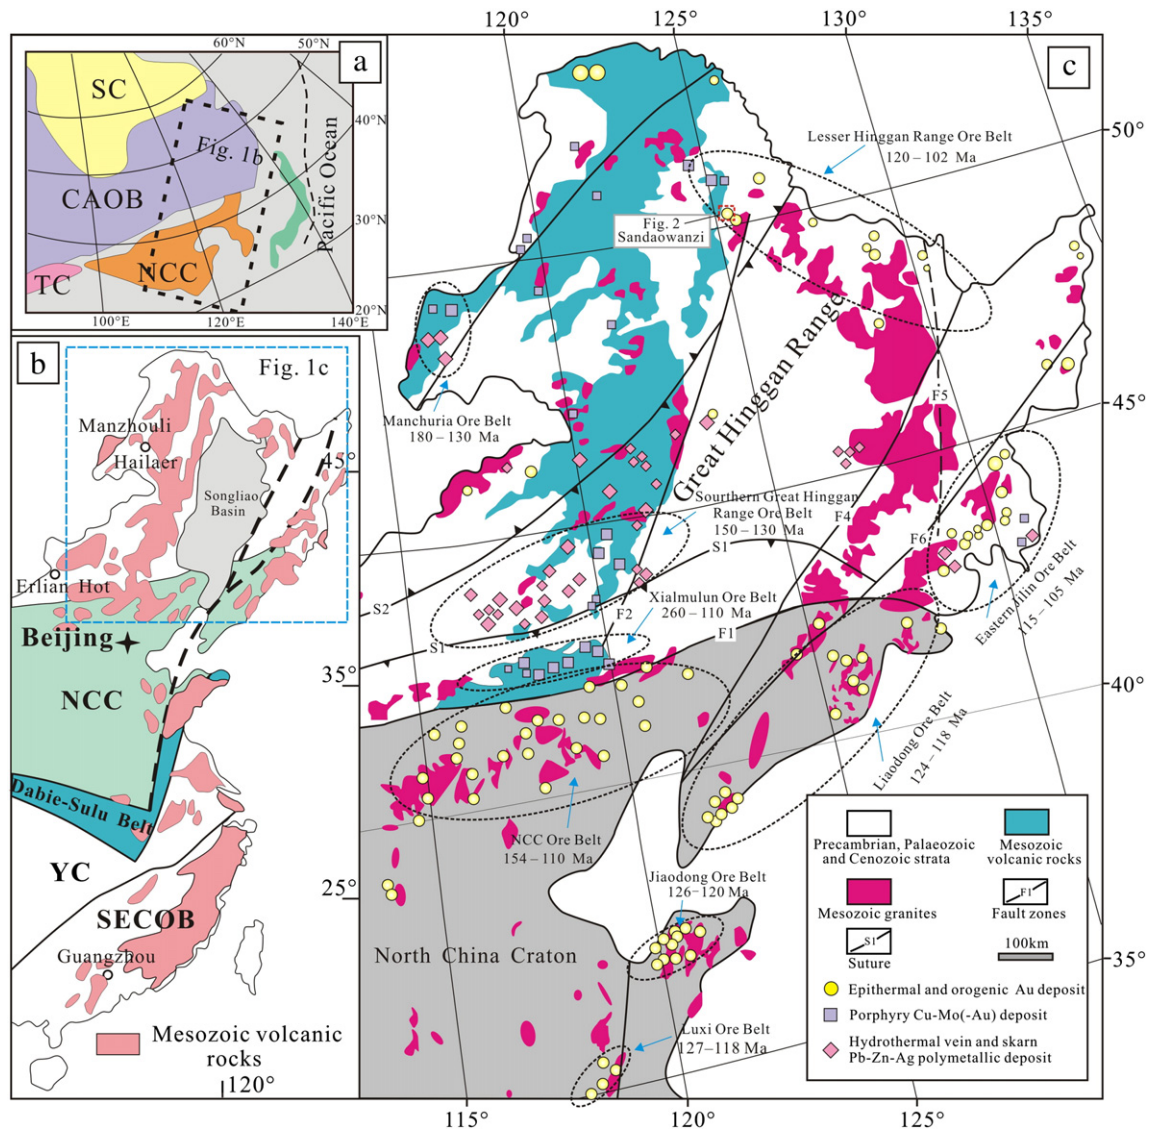 120°
125°
130°
135°
60°N
50°N
a
SC
40°N
Fig. 1b
CAOB
Pacific Ocean
30°N
NCC
TC
20°N
100°E
120°E
140°E
b
Fig. 1c
Manzhouli
Hailaer
45°
Songliao
Basin
Erlian Hot
Beijing
NCC
35°
Dabie-Sulu Belt
YC
25°
SECOB
Guangzhou
Mesozoic volcanic
rocks
120°
c
Lesser Hinggan Range Ore Belt
120–102 Ma
50°
Fig. 2
Sandaowanzi
Great Hinggan Range
Manchuria Ore Belt
180–130 Ma
F5
45°
Sourthern Great Hinggan
Range Ore Belt
150–130 Ma
F4
S1
F6
Xialmulun Ore Belt
260–110 Ma
S2
F2
F1
S1
Eastern Jilin Ore Belt
115–105 Ma
40°
Liaodong Ore Belt
124–118 Ma
NCC Ore Belt
154–110 Ma
Jiaodong Ore Belt
126–120 Ma
North China Craton
Luxi Ore Belt
127–118 Ma
35°
Precambrian, Palaeozoic
and Cenozoic strata
Mesozoic
volcanic rocks
Mesozoic granites
F1
Fault zones
S1
Suture
100km
Epithermal and orogenic Au deposit
Porphyry Cu-Mo(-Au) deposit
Hydrothermal vein and skarn
Pb-Zn-Ag polymetallic deposit
115°
120°
125°